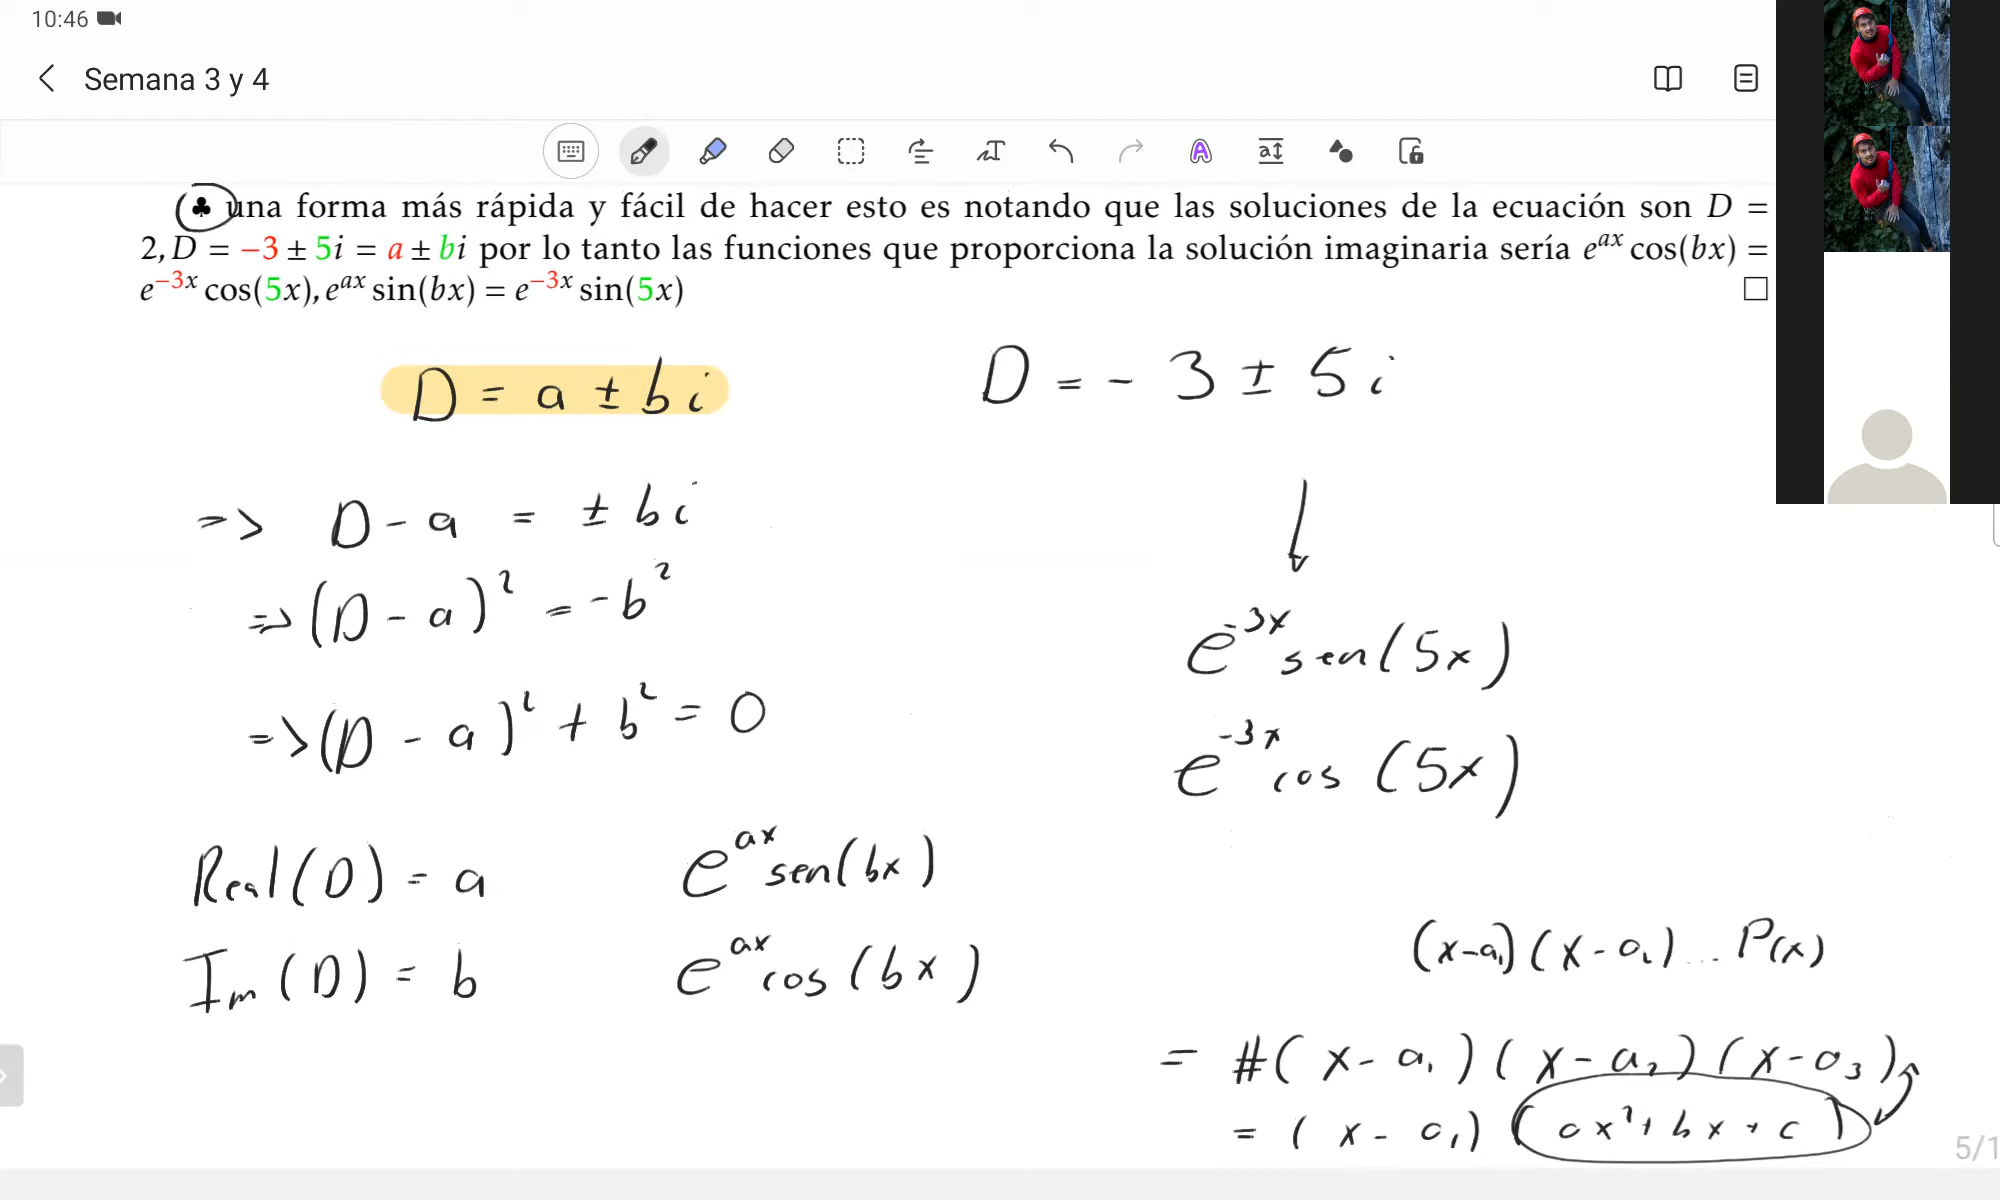 10:46
Semana 3 y 4
(♣ una forma más rápida y fácil de hacer esto es notando que las soluciones de la ecuación son D =
2, D = −3 ± 5i = a ± bi por lo tanto las funciones que proporciona la solución imaginaria sería e^{ax} cos(bx) =
e^{−3x} cos(5x), e^{ax} sin(bx) = e^{−3x} sin(5x) □
D = a ± bi
D = - 3 ± 5i
=> D - a = ± bi
=> (D - a)² = -b²
=> (D - a)² + b² = 0
e^{-3x} sen(5x)
e^{-3x} cos(5x)
Real(D) = a
e^{ax} sen(bx)
Im(D) = b
e^{ax} cos(bx)
(x-a₁)(x-a₂)... P(x)
= #(x-a₁)(x-a₂)(x-a₃)
= (x-a₁)(ax²+bx+c)
5/1